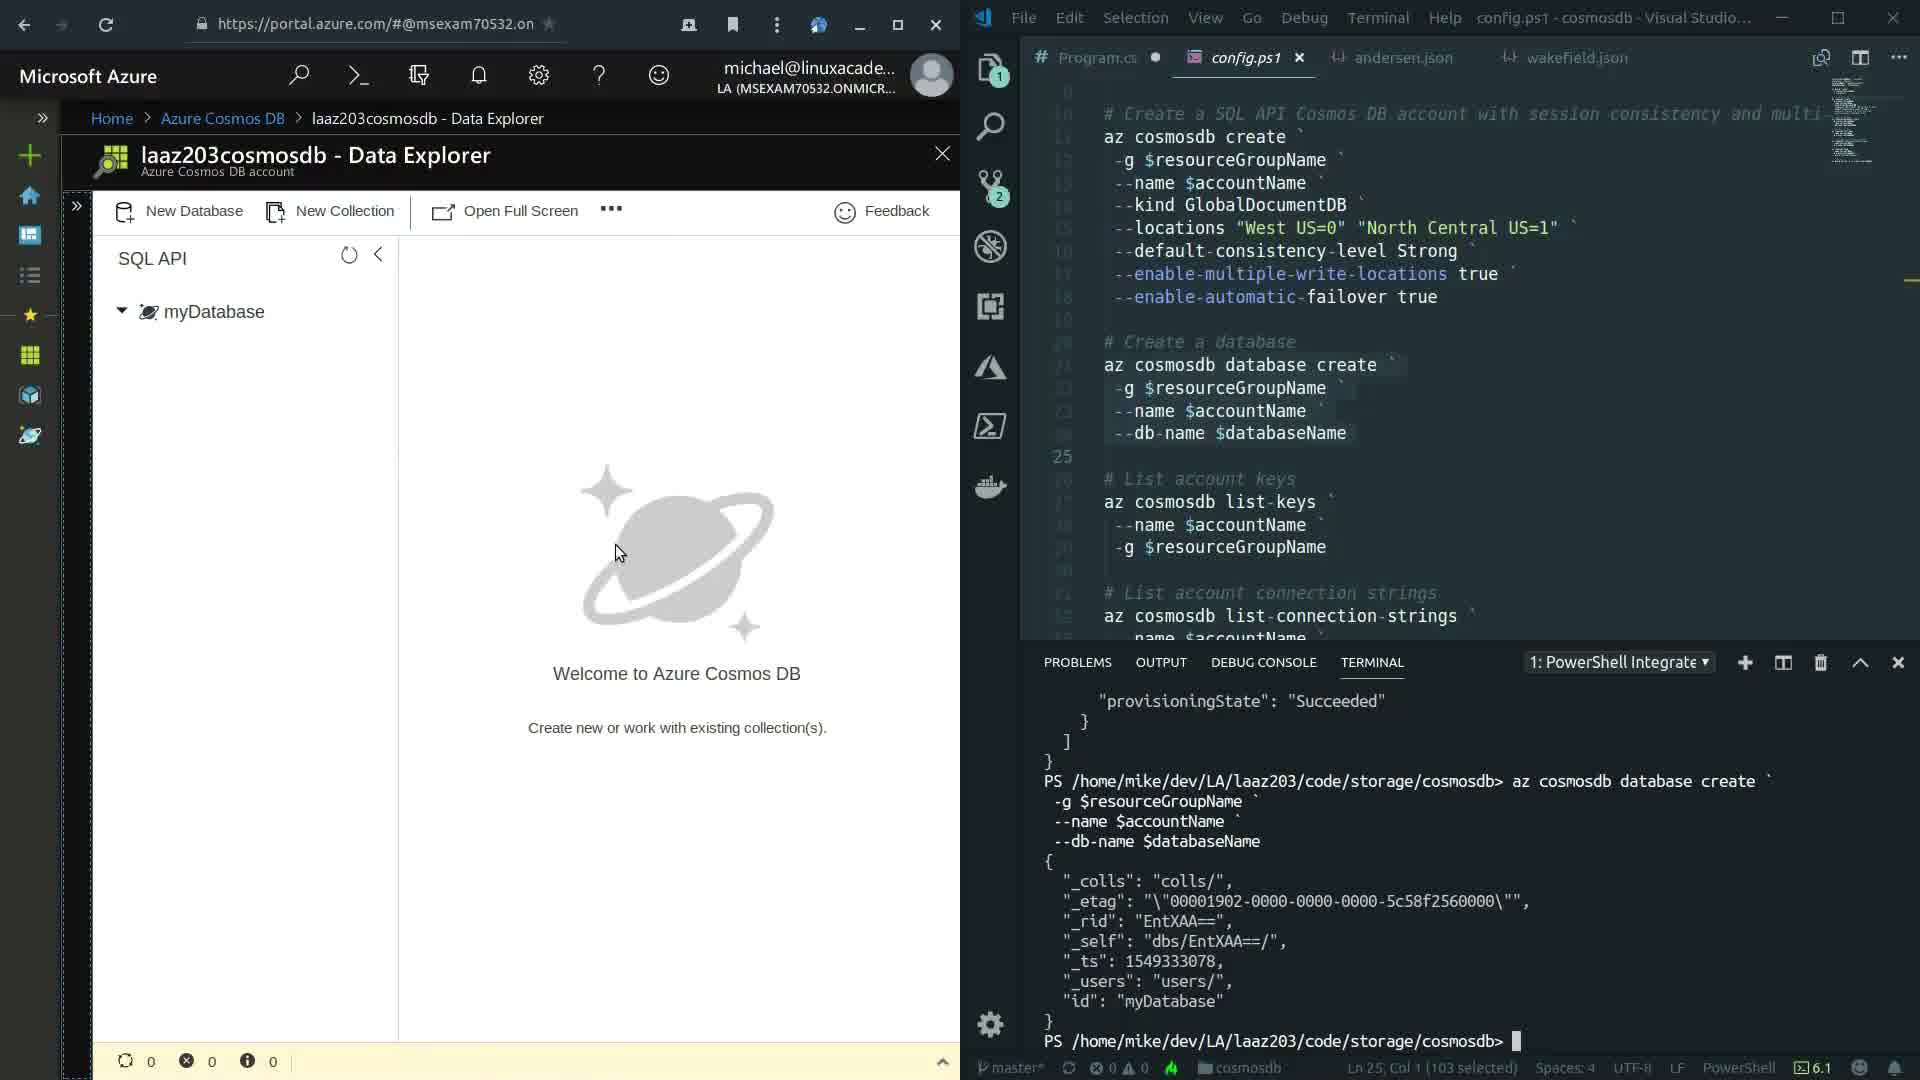 https://portal.azure.com/#@msexam70532.on
Microsoft Azure
michael@linuxacade...
LA (MSEXAM70532.ONMICR...
Home > Azure Cosmos DB > laaz203cosmosdb - Data Explorer
laaz203cosmosdb - Data Explorer
Azure Cosmos DB account
New Database
New Collection
Open Full Screen
Feedback
SQL API
myDatabase
Welcome to Azure Cosmos DB
Create new or work with existing collection(s).
0 0 0
File Edit Selection View Go Debug Terminal Help config.ps1 - cosmosdb - Visual Studio...
1
2
# Program.cs
config.ps1
andersen.json
wakefield.json
# Create a SQL API Cosmos DB account with session consistency and multi-
az cosmosdb create `
-g $resourceGroupName `
--name $accountName `
--kind GlobalDocumentDB `
--locations "West US=0" "North Central US=1" `
--default-consistency-level Strong `
--enable-multiple-write-locations true `
--enable-automatic-failover true
# Create a database
az cosmosdb database create `
-g $resourceGroupName `
--name $accountName `
--db-name $databaseName
25
# List account keys
az cosmosdb list-keys `
--name $accountName `
-g $resourceGroupName
# List account connection strings
az cosmosdb list-connection-strings `
--name $accountName `
PROBLEMS OUTPUT DEBUG CONSOLE TERMINAL
1: PowerShell Integrate
"provisioningState": "Succeeded"
}
]
}
PS /home/mike/dev/LA/laaz203/code/storage/cosmosdb> az cosmosdb database create `
-g $resourceGroupName `
--name $accountName `
--db-name $databaseName
{
"_colls": "colls/",
"_etag": "\"00001902-0000-0000-0000-5c58f2560000\"",
"_rid": "EntXAA==",
"_self": "dbs/EntXAA==/",
"_ts": 1549333078,
"_users": "users/",
"id": "myDatabase"
}
PS /home/mike/dev/LA/laaz203/code/storage/cosmosdb>
master* 0 0 cosmosdb Ln 25, Col 1 (103 selected) Spaces: 4 UTF-8 LF PowerShell 6.1